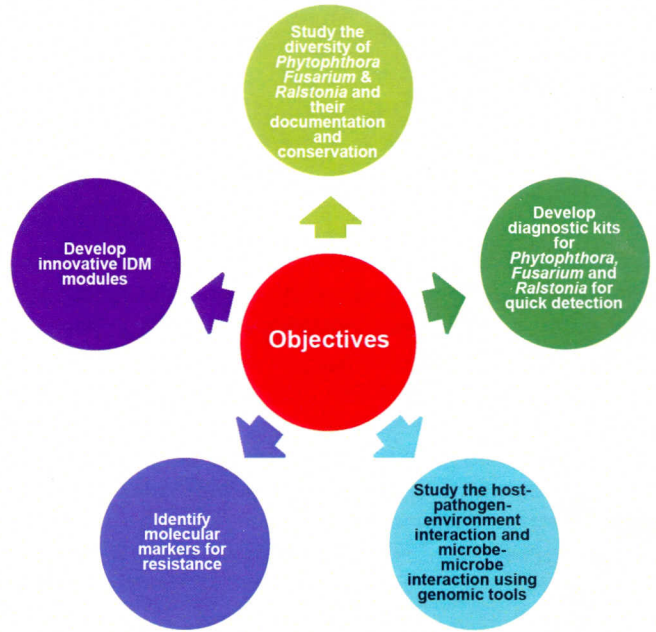 Study the
diversity of
Phytophthora
Fusarium &
Ralstonia and
their
documentation
and
conservation
Develop
diagnostic kits
for
Phytophthora,
Fusarium and
Ralstonia for
quick detection
Develop
innovative IDM
modules
Objectives
Identify
molecular
markers for
resistance
Study the host-
pathogen-
environment
interaction and
microbe-
microbe
interaction using
genomic tools